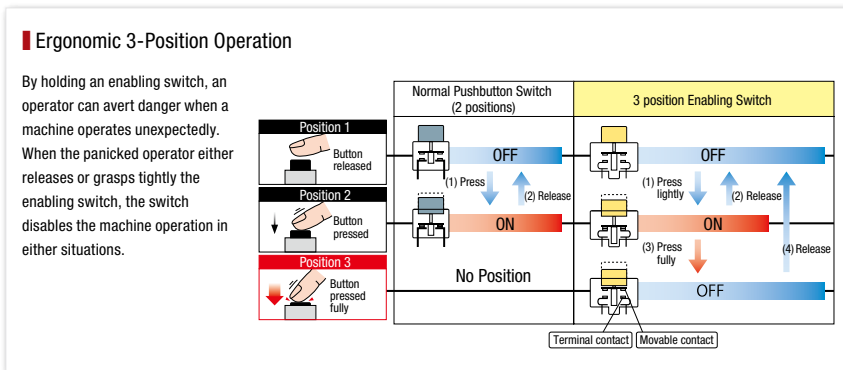 Ergonomic 3-Position Operation
By holding an enabling switch, an
operator can avert danger when a
machine operates unexpectedly.
When the panicked operator either
releases or grasps tightly the
enabling switch, the switch
disables the machine operation in
either situations.
Normal Pushbutton Switch
(2 positions)
3 position Enabling Switch
Position 1
Button
released
OFF
OFF
(1) Press
(2) Release
(1) Press
lightly
(2) Release
Position 2
Button
pressed
ON
ON
(3) Press
fully
(4) Release
Position 3
Button
pressed
fully
No Position
OFF
Terminal contact
Movable contact